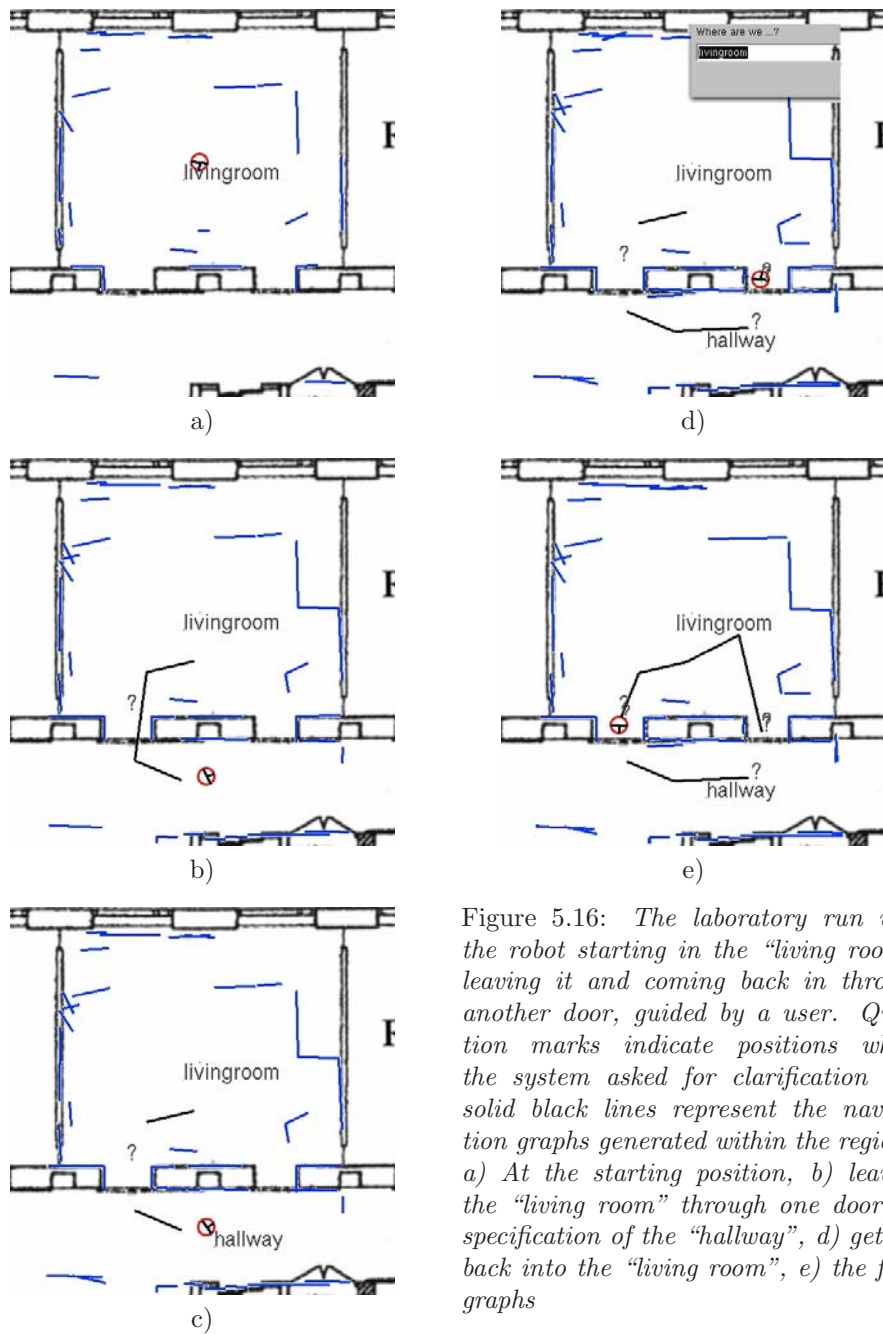 livingroom
a)
Where are we ...?
livingroom
livingroom
?
?
?
hallway
d)
livingroom
?
b)
livingroom
?
?
?
hallway
e)
livingroom
?
hallway
c)
Figure 5.16: The laboratory run
the robot starting in the “living roo
leaving it and coming back in thro
another door, guided by a user. Q
tion marks indicate positions wh
the system asked for clarification
solid black lines represent the nav
tion graphs generated within the regi
a) At the starting position, b) lea
the “living room” through one door
specification of the “hallway”, d) get
back into the “living room”, e) the f
graphs